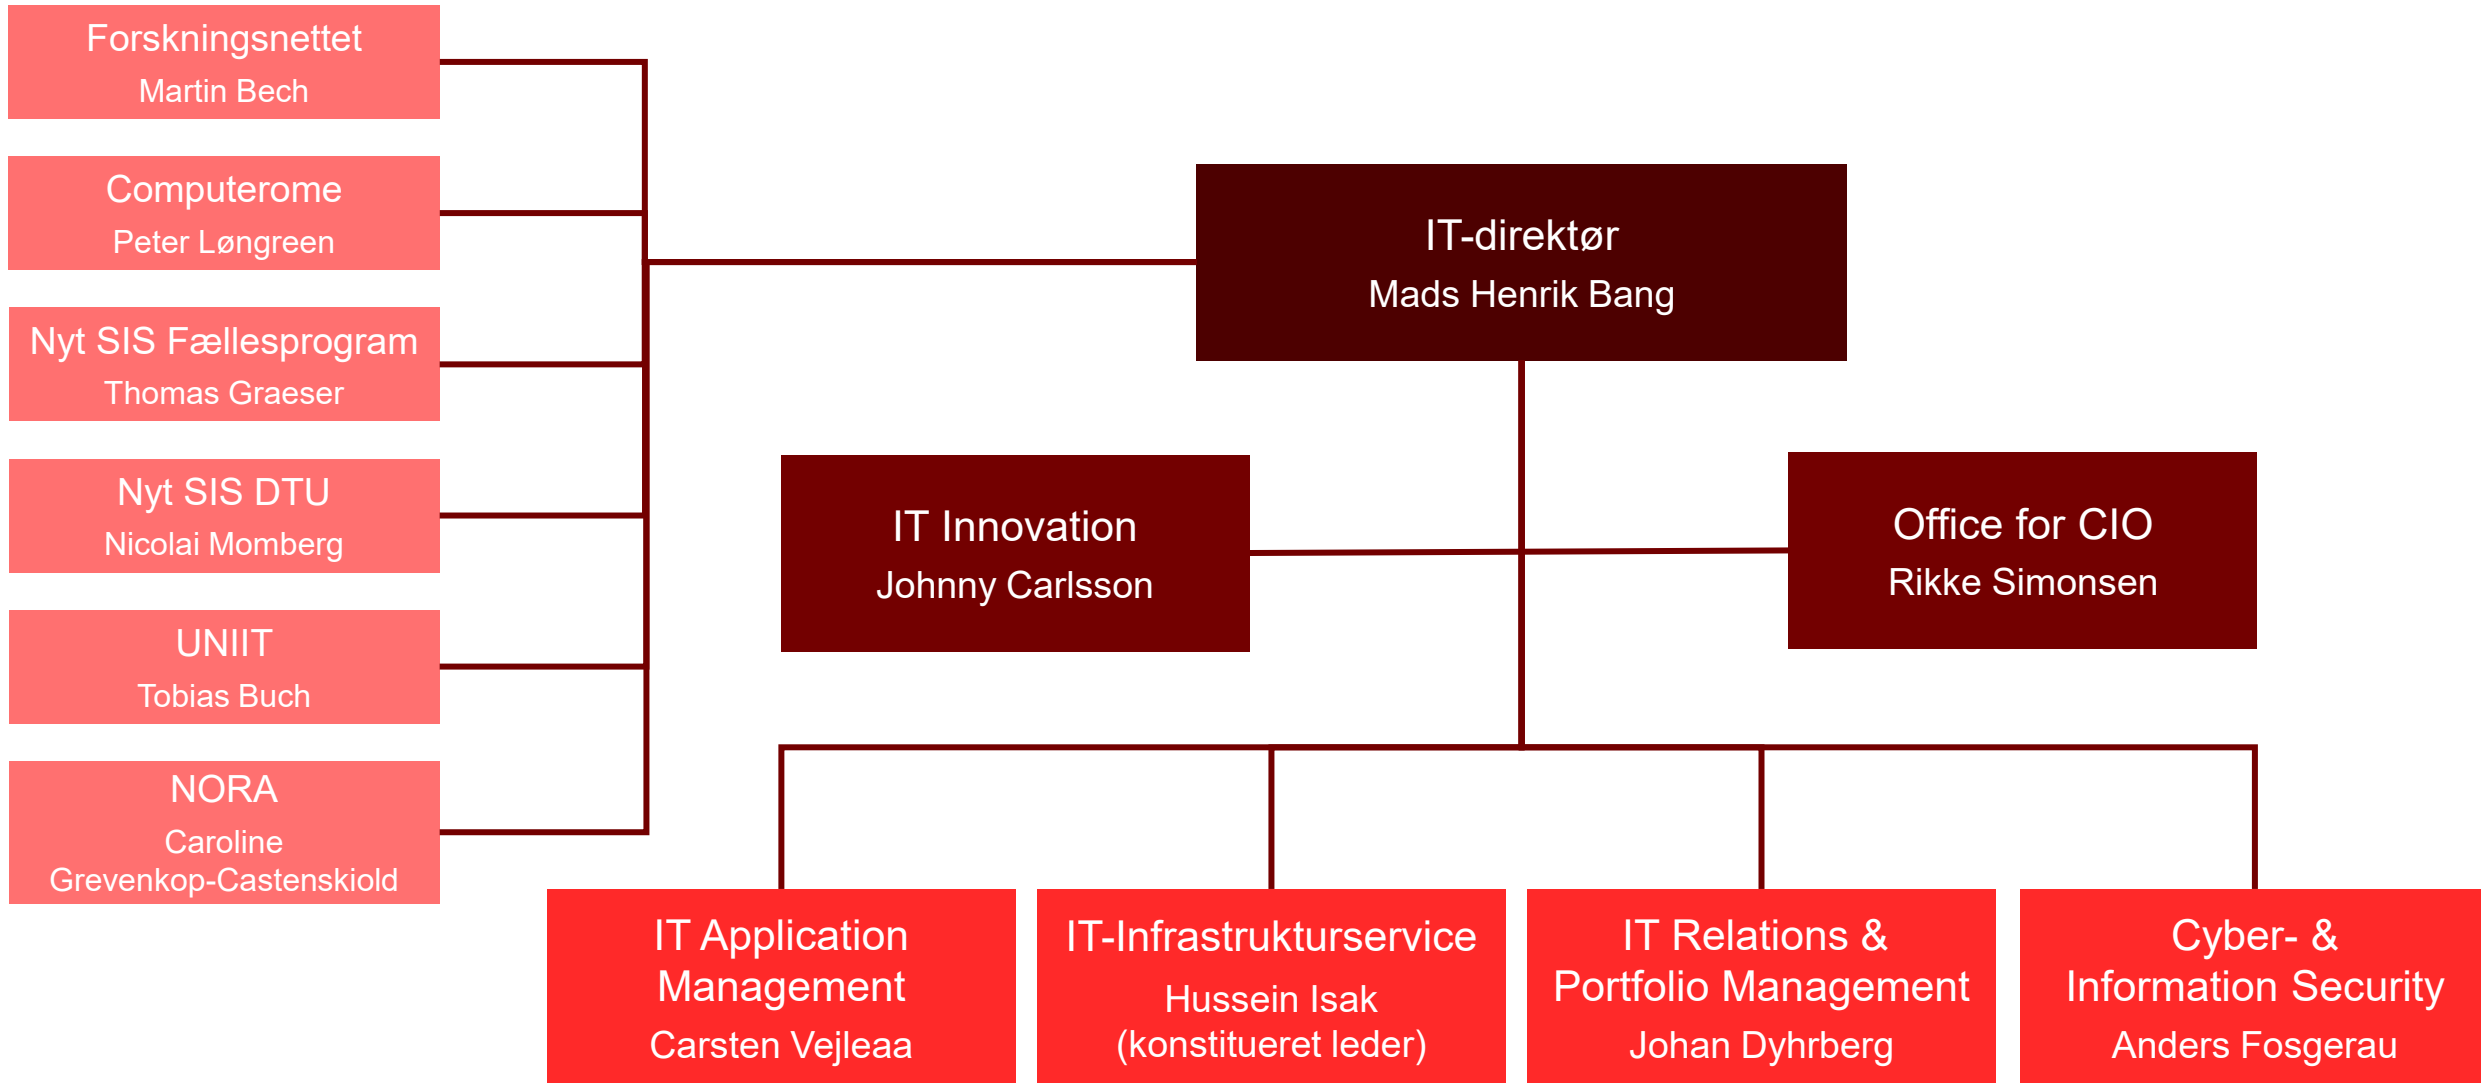 Forskningsnettet
Martin Bech
Computerome
Peter Løngreen
Nyt SIS Fællesprogram
Thomas Graeser
Nyt SIS DTU
Nicolai Momberg
UNIIT
Tobias Buch
NORA
Caroline
Grevenkop-Castenskiold
IT-direktør
Mads Henrik Bang
IT Innovation
Johnny Carlsson
Office for CIO
Rikke Simonsen
IT Application
Management
Carsten Vejleaa
IT-Infrastrukturservice
Hussein Isak
(konstitueret leder)
IT Relations &
Portfolio Management
Johan Dyhrberg
Cyber- &
Information Security
Anders Fosgerau